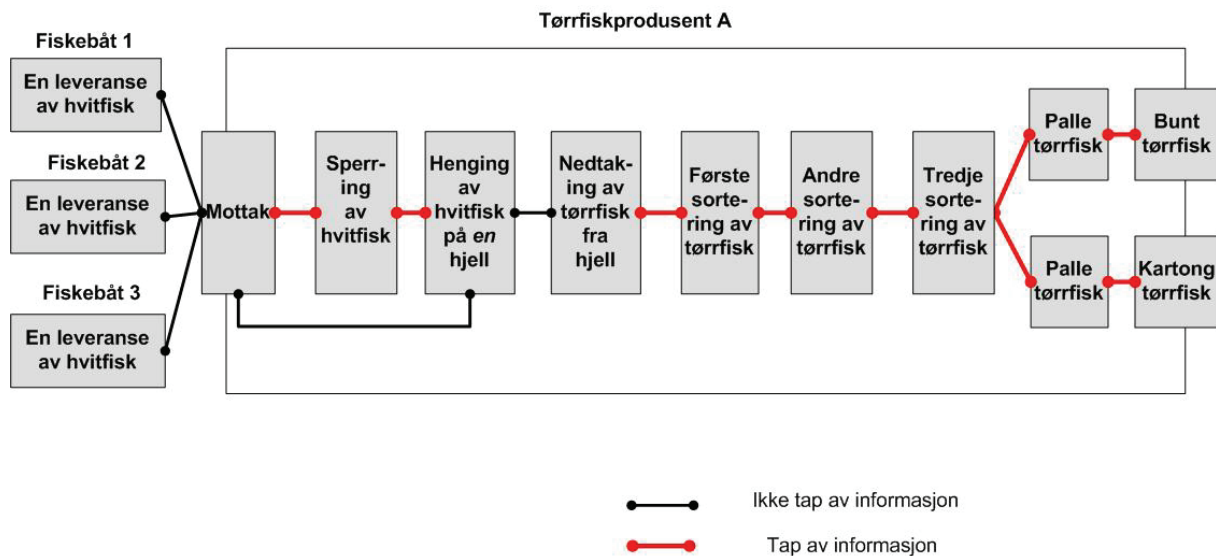 Tørrfiskprodusent A
Fiskebåt 1
En leveranse
av hvitfisk
Fiskebåt 2
En leveranse
av hvitfisk
Fiskebåt 3
En leveranse
av hvitfisk
Mottak
Sperr-
ing
av
hvitfisk
Henging
av
hvitfisk
på en
hjell
Nedtak-
ing av
tørrfisk
fra
hjell
Første
sorte-
ring av
tørrfisk
Andre
sorte-
ring av
tørrfisk
Tredje
sorte-
ring av
tørrfisk
Palle
tørrfisk
Bunt
tørrfisk
Palle
tørrfisk
Kartong
tørrfisk
Ikke tap av informasjon
Tap av informasjon